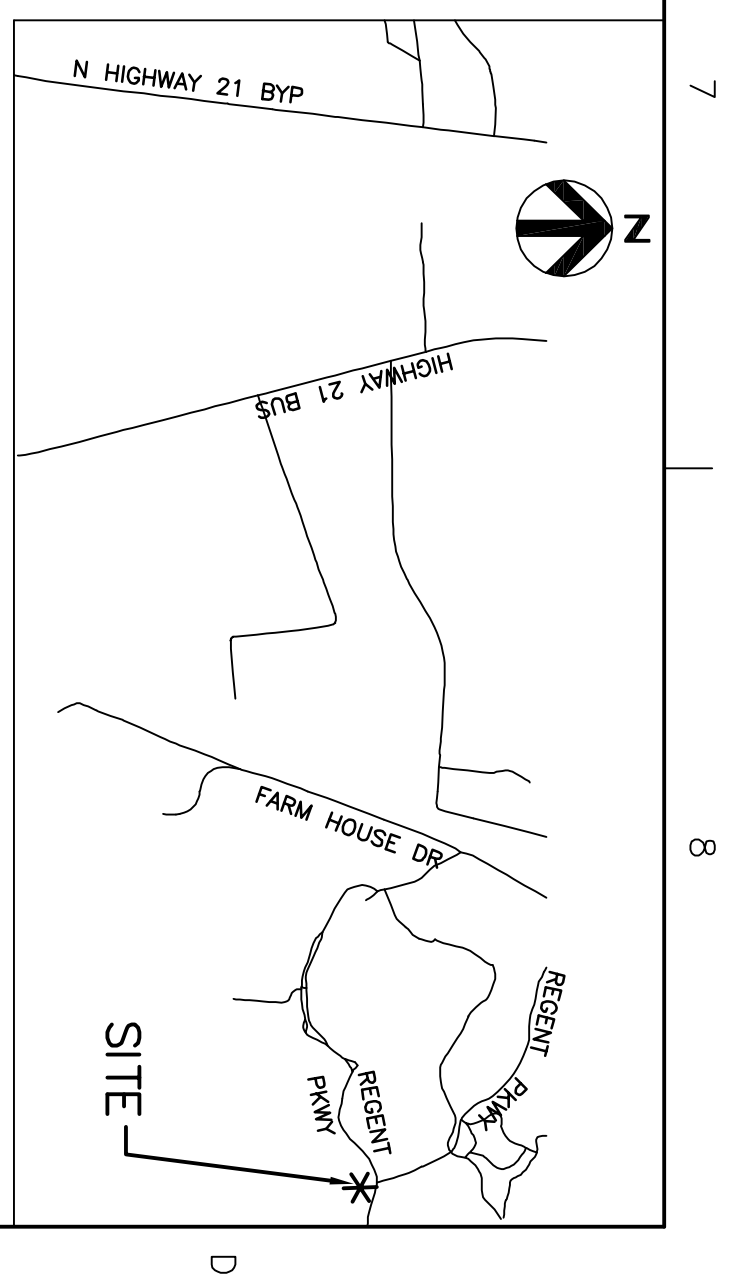 7
N HIGHWAY 21 BYP
N
HIGHWAY 21 BUS
8
FARM HOUSE DR
REGENT
PKWY
REGENT
PKWY
SITE
D